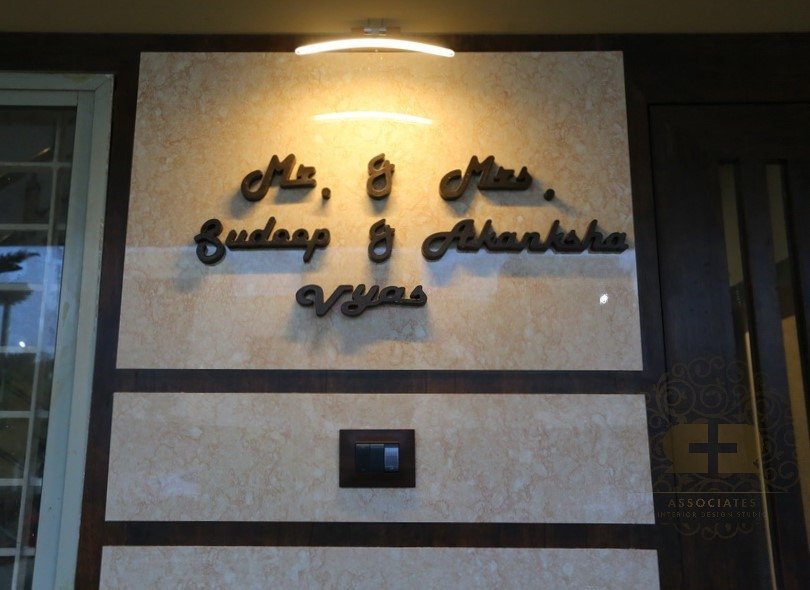 Mr. & Mrs.
Sudeep & Akanksha
Vyas
ASSOCIATES
INTERIOR DESIGN STUDIO